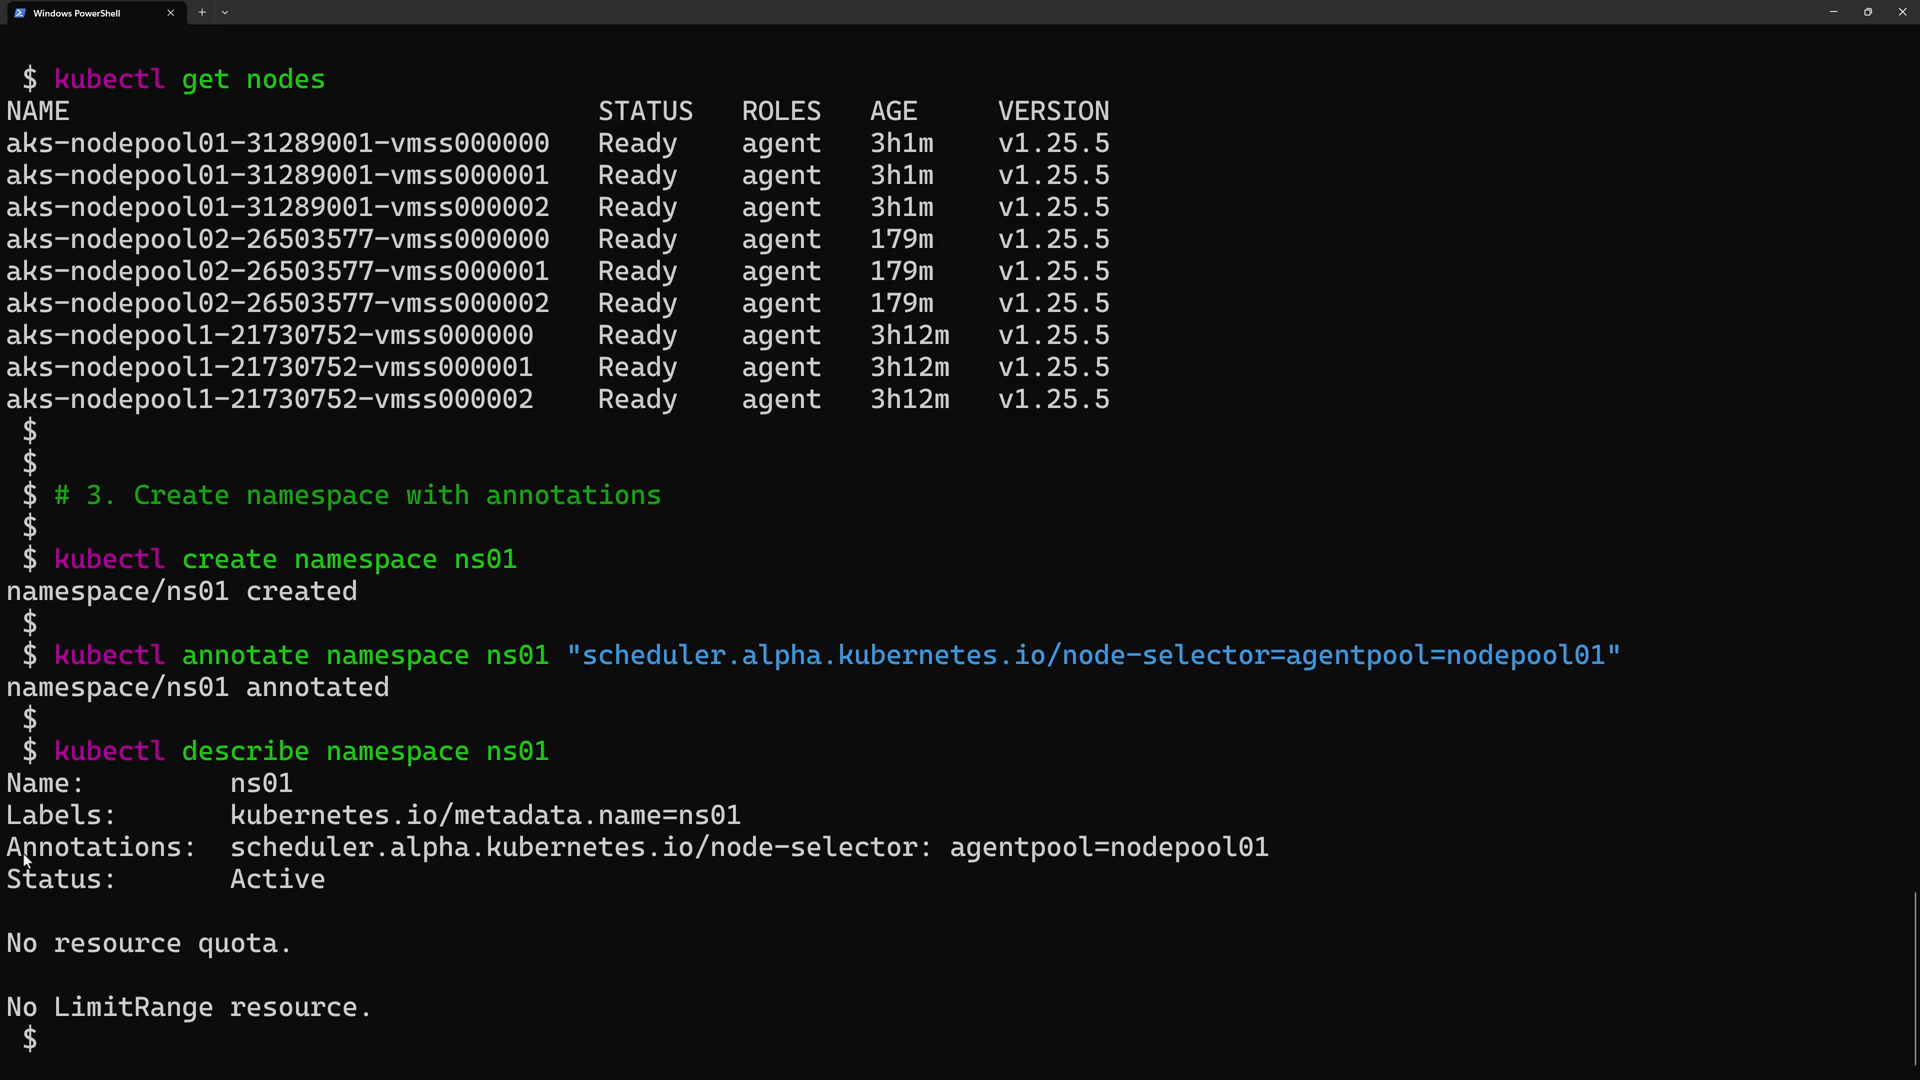 Windows PowerShell
$ kubectl get nodes
NAME STATUS ROLES AGE VERSION
aks-nodepool01-31289001-vmss000000 Ready agent 3h1m v1.25.5
aks-nodepool01-31289001-vmss000001 Ready agent 3h1m v1.25.5
aks-nodepool01-31289001-vmss000002 Ready agent 3h1m v1.25.5
aks-nodepool02-26503577-vmss000000 Ready agent 179m v1.25.5
aks-nodepool02-26503577-vmss000001 Ready agent 179m v1.25.5
aks-nodepool02-26503577-vmss000002 Ready agent 179m v1.25.5
aks-nodepool1-21730752-vmss000000 Ready agent 3h12m v1.25.5
aks-nodepool1-21730752-vmss000001 Ready agent 3h12m v1.25.5
aks-nodepool1-21730752-vmss000002 Ready agent 3h12m v1.25.5
$
$
$ # 3. Create namespace with annotations
$
$ kubectl create namespace ns01
namespace/ns01 created
$
$ kubectl annotate namespace ns01 "scheduler.alpha.kubernetes.io/node-selector=agentpool=nodepool01"
namespace/ns01 annotated
$
$ kubectl describe namespace ns01
Name: ns01
Labels: kubernetes.io/metadata.name=ns01
Annotations: scheduler.alpha.kubernetes.io/node-selector: agentpool=nodepool01
Status: Active
No resource quota.
No LimitRange resource.
$